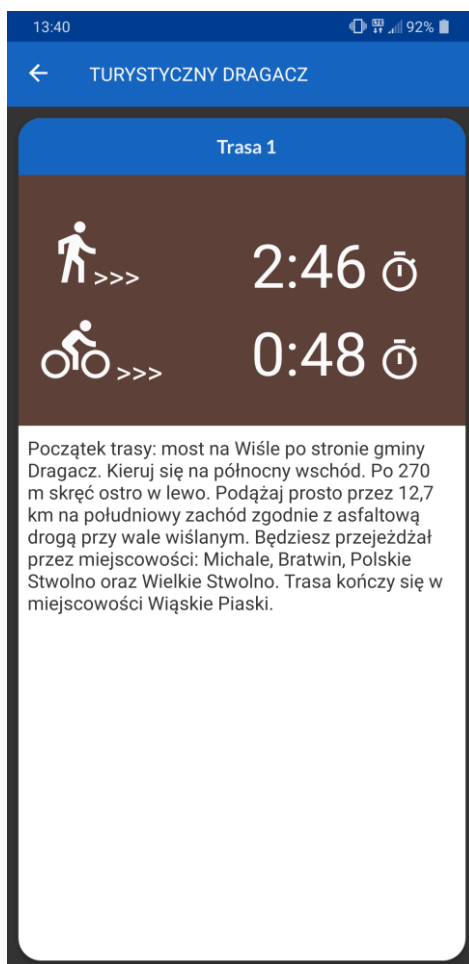 13:40 92%
TURYSTYCZNY DRAGACZ
Trasa 1
>>> 2:46
>>> 0:48
Początek trasy: most na Wiśle po stronie gminy
Dragacz. Kieruj się na północny wschód. Po 270
m skręć ostro w lewo. Podążaj prosto przez 12,7
km na południowy zachód zgodnie z asfaltową
drogą przy wale wiślanym. Będziesz przejeżdżał
przez miejscowości: Michale, Bratwin, Polskie
Stwolno oraz Wielkie Stwolno. Trasa kończy się w
miejscowości Wiąskie Piaski.